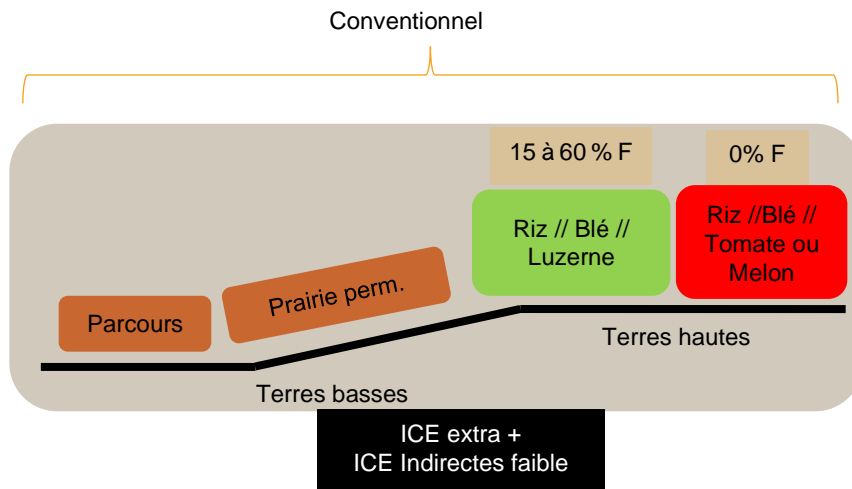 Conventionnel
15 à 60 % F
0% F
Riz // Blé //
Luzerne
Riz //Blé //
Tomate ou
Melon
Prairie perm.
Parcours
Terres hautes
Terres basses
ICE extra +
ICE Indirectes faible